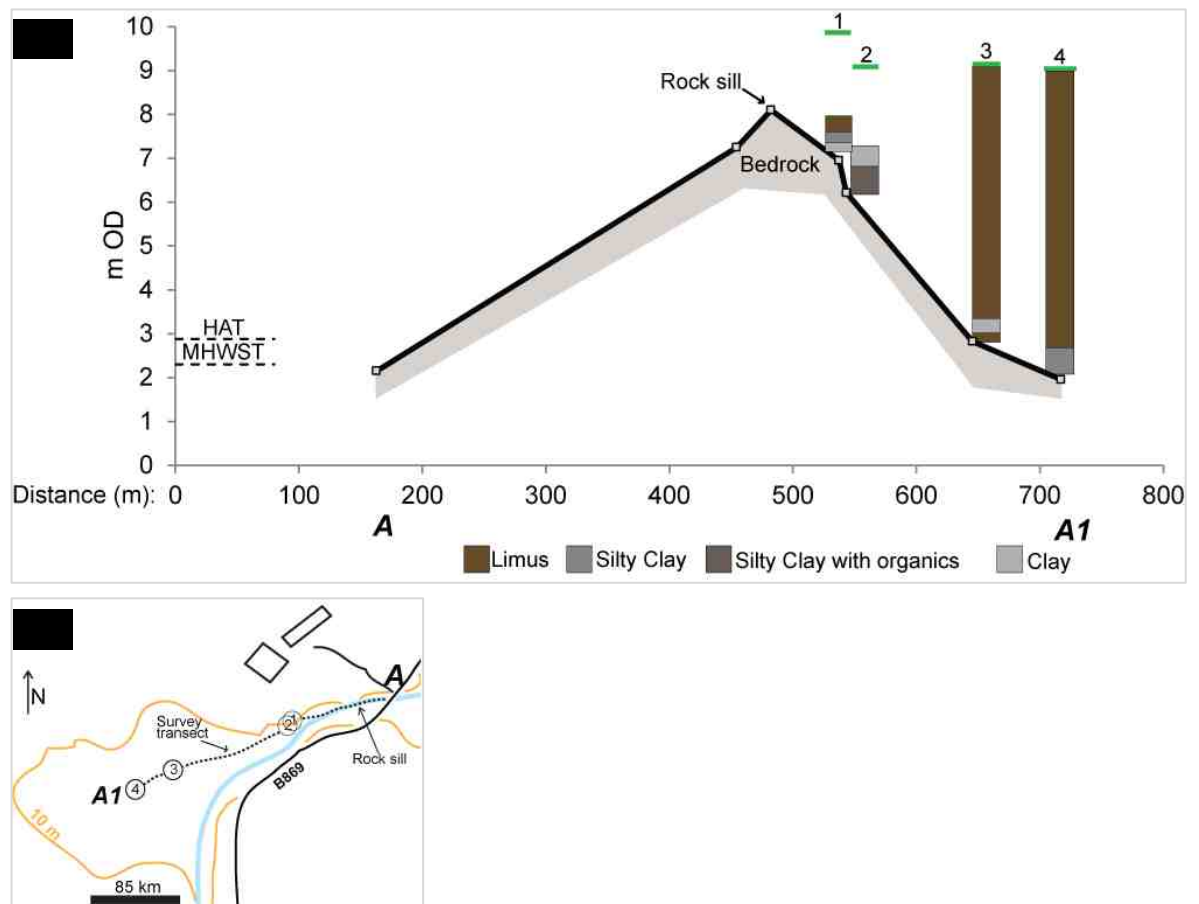 10
9
8
7
6
5
4
3
2
1
0
m OD
HAT
MHWST
Rock sill
Bedrock
1
2
3
4
Distance (m): 0 100 200 300 400 500 600 700 800
A A1
Limus Silty Clay Silty Clay with organics Clay
N
A
Survey
transect
Rock sill
1
2
3
4
A1
B869
10 m
85 km